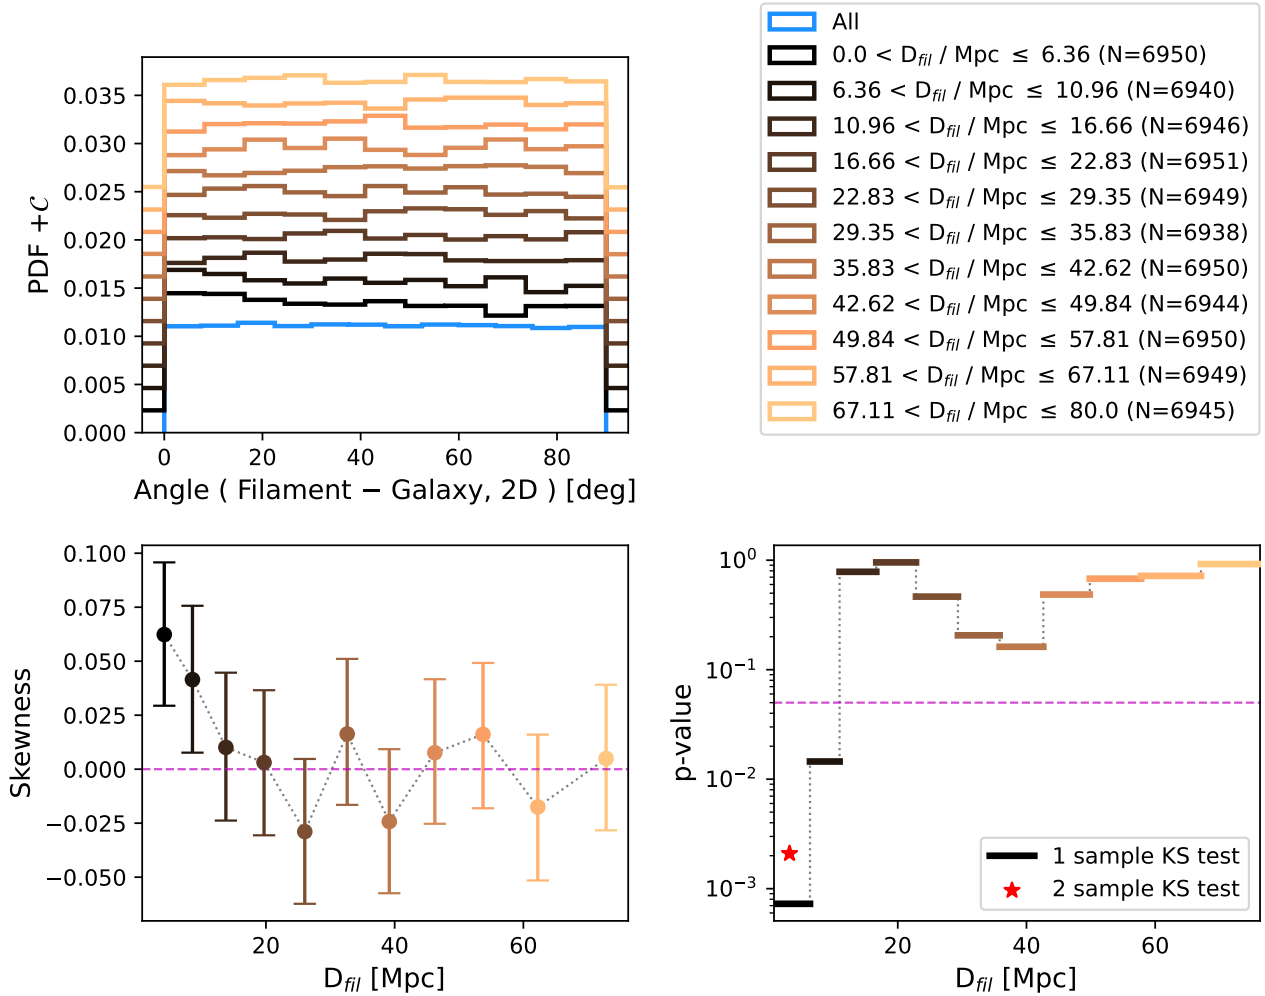 All
0.0 < D_fil / Mpc ≤ 6.36 (N=6950)
6.36 < D_fil / Mpc ≤ 10.96 (N=6940)
10.96 < D_fil / Mpc ≤ 16.66 (N=6946)
16.66 < D_fil / Mpc ≤ 22.83 (N=6951)
22.83 < D_fil / Mpc ≤ 29.35 (N=6949)
29.35 < D_fil / Mpc ≤ 35.83 (N=6938)
35.83 < D_fil / Mpc ≤ 42.62 (N=6950)
42.62 < D_fil / Mpc ≤ 49.84 (N=6944)
49.84 < D_fil / Mpc ≤ 57.81 (N=6950)
57.81 < D_fil / Mpc ≤ 67.11 (N=6949)
67.11 < D_fil / Mpc ≤ 80.0 (N=6945)
PDF +C
0.035
0.030
0.025
0.020
0.015
0.010
0.005
0.000
0 20 40 60 80
Angle ( Filament − Galaxy, 2D ) [deg]
Skewness
0.100
0.075
0.050
0.025
0.000
−0.025
−0.050
20 40 60
D_fil [Mpc]
p-value
10^0
10^−1
10^−2
10^−3
1 sample KS test
2 sample KS test
20 40 60
D_fil [Mpc]